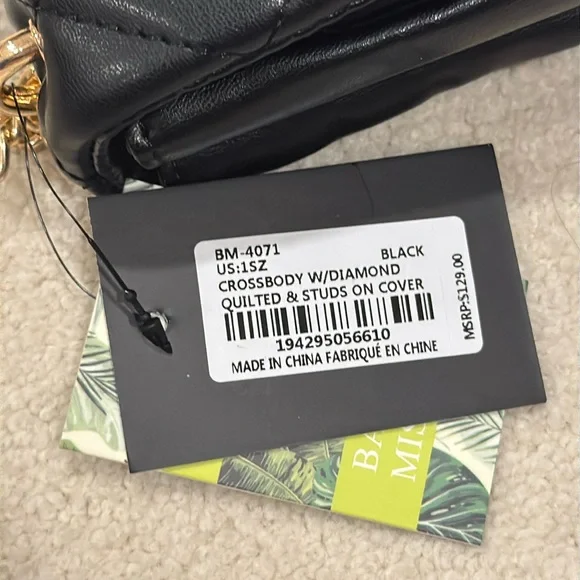 BM-4071 BLACK
US:1SZ
CROSSBODY W/DIAMOND
QUILTED & STUDS ON COVER
194295056610
MADE IN CHINA FABRIQUÉ EN CHINE
MSRP:$129.00